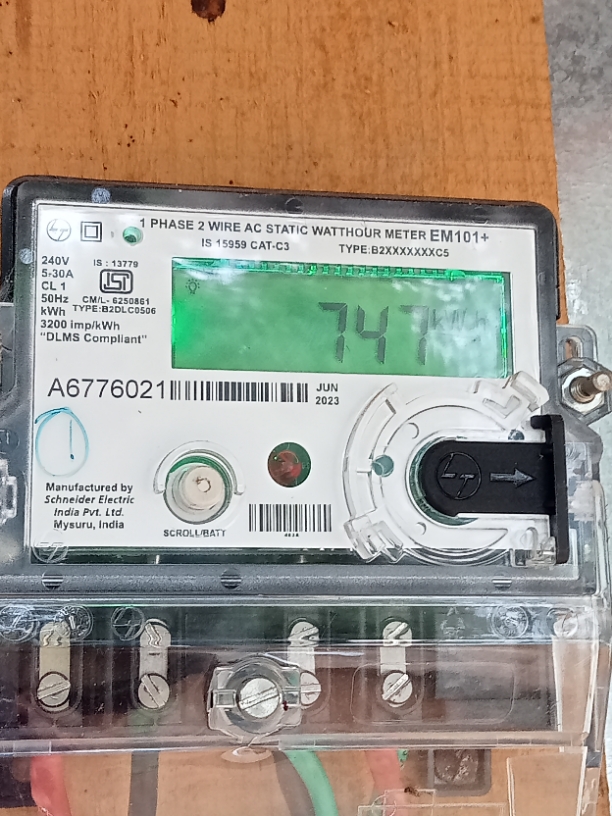 1 PHASE 2 WIRE AC STATIC WATTHOUR METER EM101+
IS 15959 CAT-C3 TYPE:B2XXXXXXXC5
240V IS : 13779
5-30A
CL 1
50Hz CM/L- 6250861
kWh TYPE:B2DLC0506
3200 imp/kWh
"DLMS Compliant"
747 kWh
A6776021 JUN
2023
Manufactured by
Schneider Electric
India Pvt. Ltd.
Mysuru, India
SCROLL/BATT